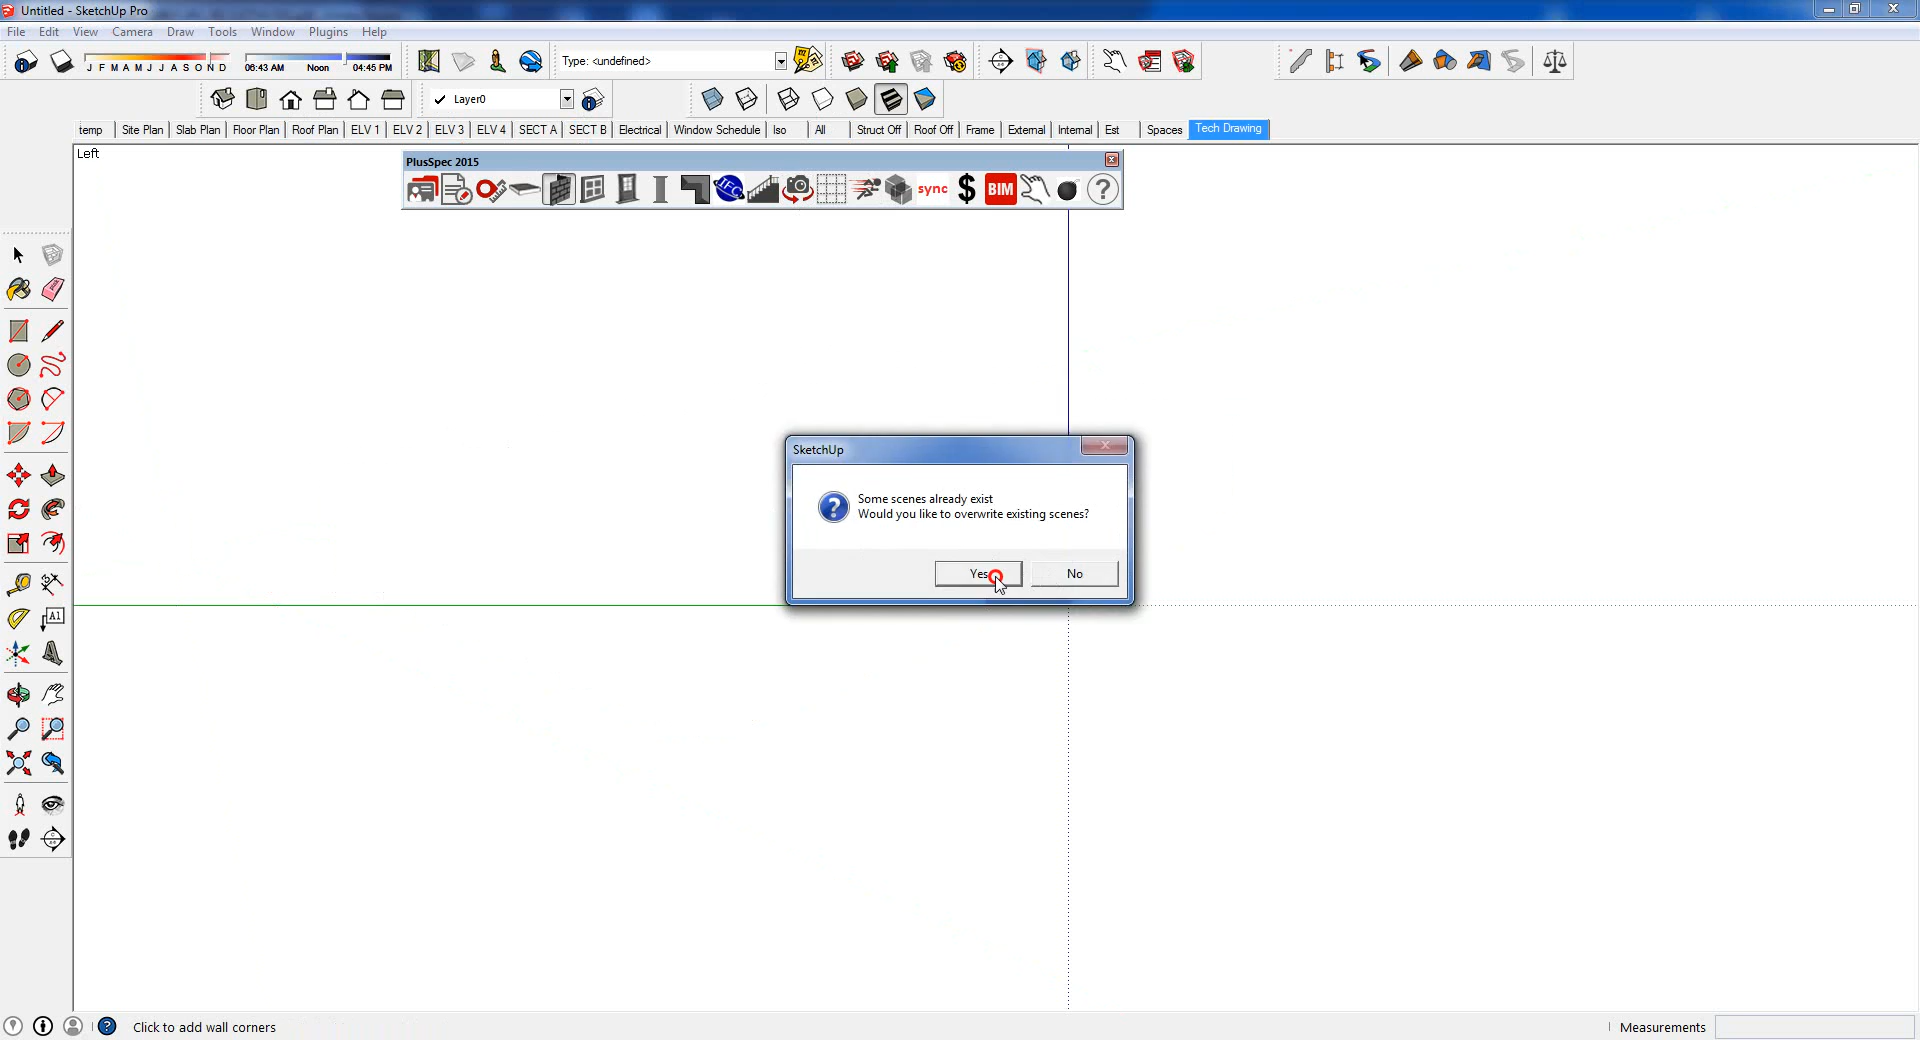 Untitled - SketchUp Pro
File Edit View Camera Draw Tools Window Plugins Help
J F M A M J J A S O N D
06:43 AM Noon 04:45 PM
Type: <undefined>
Layer0
temp Site Plan Slab Plan Floor Plan Roof Plan ELV 1 ELV 2 ELV 3 ELV 4 SECT A SECT B Electrical Window Schedule Iso All Struct Off Roof Off Frame External Internal Est Spaces Tech Drawing
Left
PlusSpec 2015
IFC sync $ BIM ?
SketchUp
Some scenes already exist
Would you like to overwrite existing scenes?
Yes No
A1
Click to add wall corners
Measurements